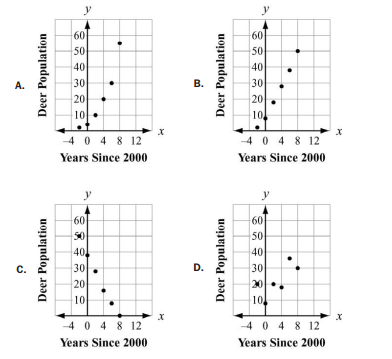 A.
y
Deer Population
60
50
40
30
20
10
-4 0 4 8 12
x
Years Since 2000
B.
y
Deer Population
60
50
40
30
20
10
-4 0 4 8 12
x
Years Since 2000
C.
y
Deer Population
60
50
40
30
20
10
-4 0 4 8 12
x
Years Since 2000
D.
y
Deer Population
60
50
40
30
20
10
-4 0 4 8 12
x
Years Since 2000